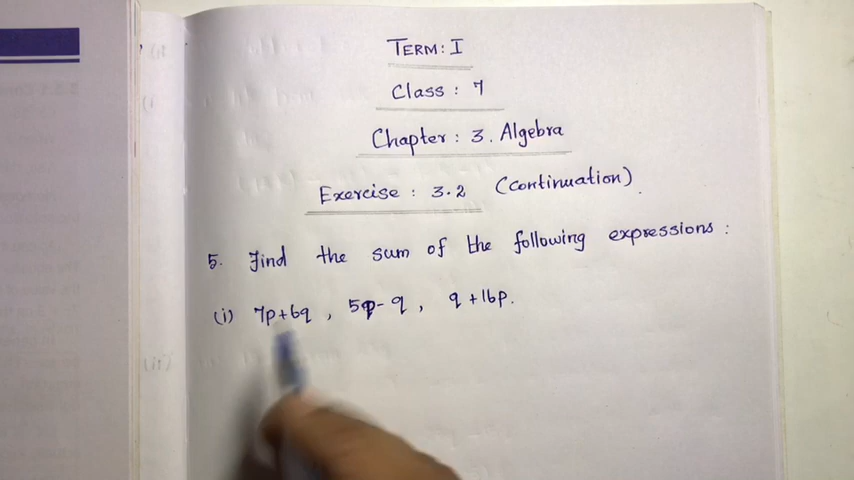 TERM: I
Class : 7
Chapter : 3. Algebra
Exercise : 3.2 (Continuation).
5. Find the sum of the following expressions :
(i) 7p+6q , 5p- q , q +16p.